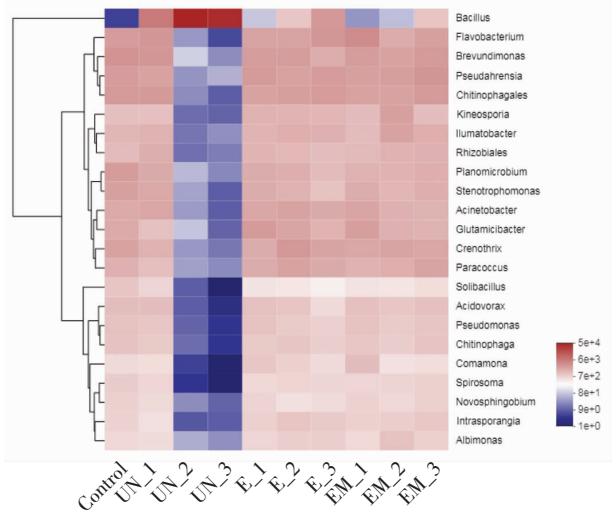 Bacillus
Flavobacterium
Brevundimonas
Pseudahrensia
Chitinophagales
Kineosporia
Ilumatobacter
Rhizobiales
Planomicrobium
Stenotrophomonas
Acinetobacter
Glutamicibacter
Crenothrix
Paracoccus
Solibacillus
Acidovorax
Pseudomonas
Chitinophaga
Comamona
Spirosoma
Novosphingobium
Intrasporangia
Albimonas
5e+4
6e+3
7e+2
7e+1
9e+0
1e+0
Control UN_1 UN_2 UN_3 E_1 E_2 E_3 EM_1 EM_2 EM_3